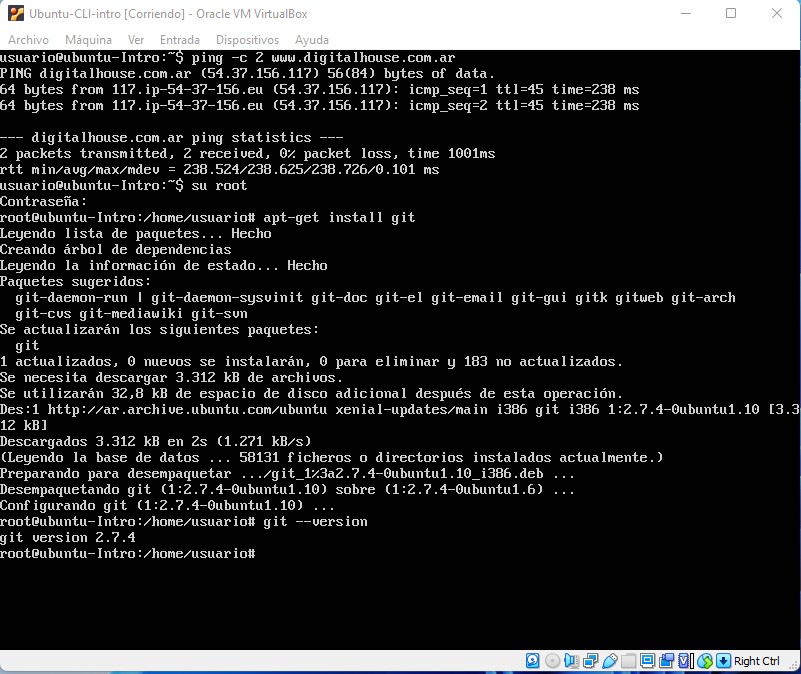 Ubuntu-CLI-intro [Corriendo] - Oracle VM VirtualBox
Archivo Máquina Ver Entrada Dispositivos Ayuda
usuario@ubuntu-Intro:~$ ping -c 2 www.digitalhouse.com.ar
PING digitalhouse.com.ar (54.37.156.117) 56(84) bytes of data.
64 bytes from 117.ip-54-37-156.eu (54.37.156.117): icmp_seq=1 ttl=45 time=238 ms
64 bytes from 117.ip-54-37-156.eu (54.37.156.117): icmp_seq=2 ttl=45 time=238 ms
--- digitalhouse.com.ar ping statistics ---
2 packets transmitted, 2 received, 0% packet loss, time 1001ms
rtt min/avg/max/mdev = 238.524/238.625/238.726/0.101 ms
usuario@ubuntu-Intro:~$ su root
Contraseña:
root@ubuntu-Intro:/home/usuario# apt-get install git
Leyendo lista de paquetes... Hecho
Creando árbol de dependencias
Leyendo la información de estado... Hecho
Paquetes sugeridos:
  git-daemon-run | git-daemon-sysvinit git-doc git-el git-email git-gui gitk gitweb git-arch
  git-cvs git-mediawiki git-svn
Se actualizarán los siguientes paquetes:
  git
1 actualizados, 0 nuevos se instalarán, 0 para eliminar y 183 no actualizados.
Se necesita descargar 3.312 kB de archivos.
Se utilizarán 32,8 kB de espacio de disco adicional después de esta operación.
Des:1 http://ar.archive.ubuntu.com/ubuntu xenial-updates/main i386 git i386 1:2.7.4-0ubuntu1.10 [3.3
12 kB]
Descargados 3.312 kB en 2s (1.271 kB/s)
(Leyendo la base de datos ... 58131 ficheros o directorios instalados actualmente.)
Preparando para desempaquetar .../git_1%3a2.7.4-0ubuntu1.10_i386.deb ...
Desempaquetando git (1:2.7.4-0ubuntu1.10) sobre (1:2.7.4-0ubuntu1.6) ...
Configurando git (1:2.7.4-0ubuntu1.10) ...
root@ubuntu-Intro:/home/usuario# git --version
git version 2.7.4
root@ubuntu-Intro:/home/usuario#
Right Ctrl